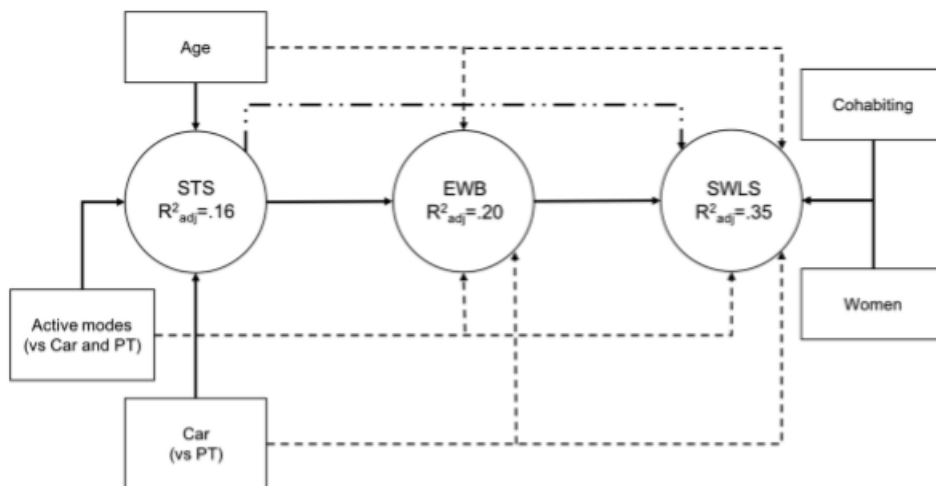 Age
Cohabiting
STS
R²adj=.16
EWB
R²adj=.20
SWLS
R²adj=.35
Active modes
(vs Car and PT)
Women
Car
(vs PT)